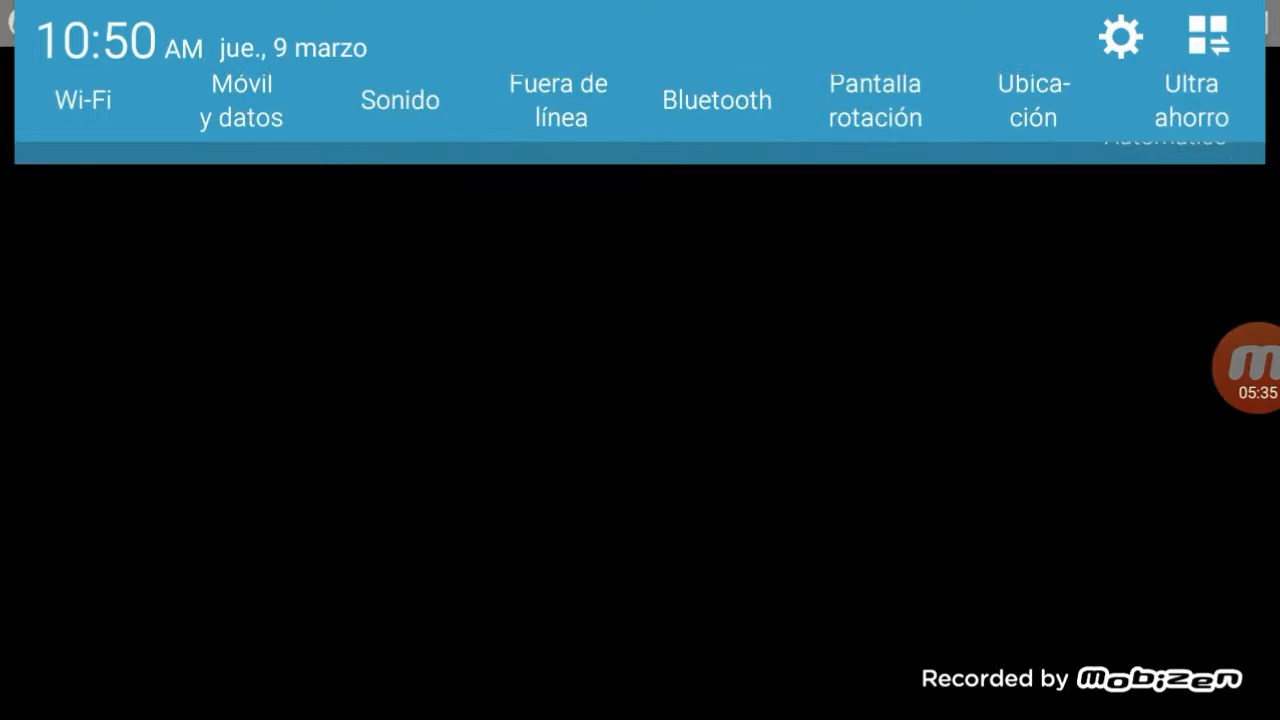 10:50 AM jue., 9 marzo
Wi-Fi
Móvil
y datos
Sonido
Fuera de
línea
Bluetooth
Pantalla
rotación
Ubica-
ción
Ultra
ahorro
Automático
05:35
Recorded by Mobizen